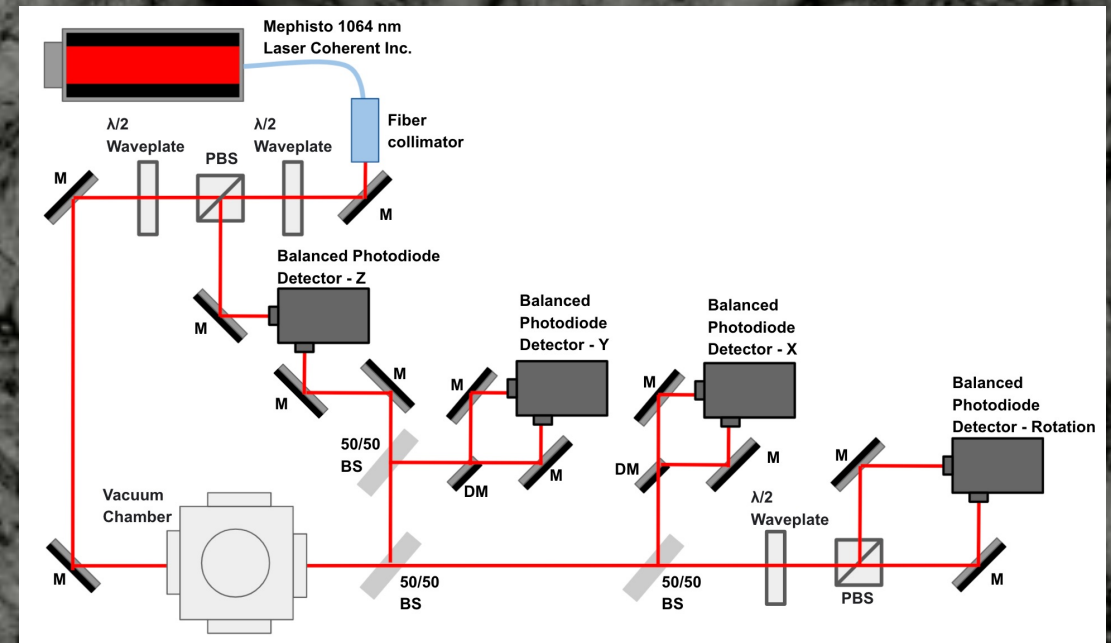 Mephisto 1064 nm
Laser Coherent Inc.
λ/2
Waveplate
PBS
λ/2
Waveplate
Fiber
collimator
M
M
Balanced Photodiode
Detector - Z
M
M
M
Balanced
Photodiode
Detector - Y
M
M
DM
50/50
BS
Balanced
Photodiode
Detector - X
M
M
DM
Balanced
Photodiode
Detector - Rotation
M
λ/2
Waveplate
Vacuum
Chamber
M
50/50
BS
50/50
BS
PBS
M